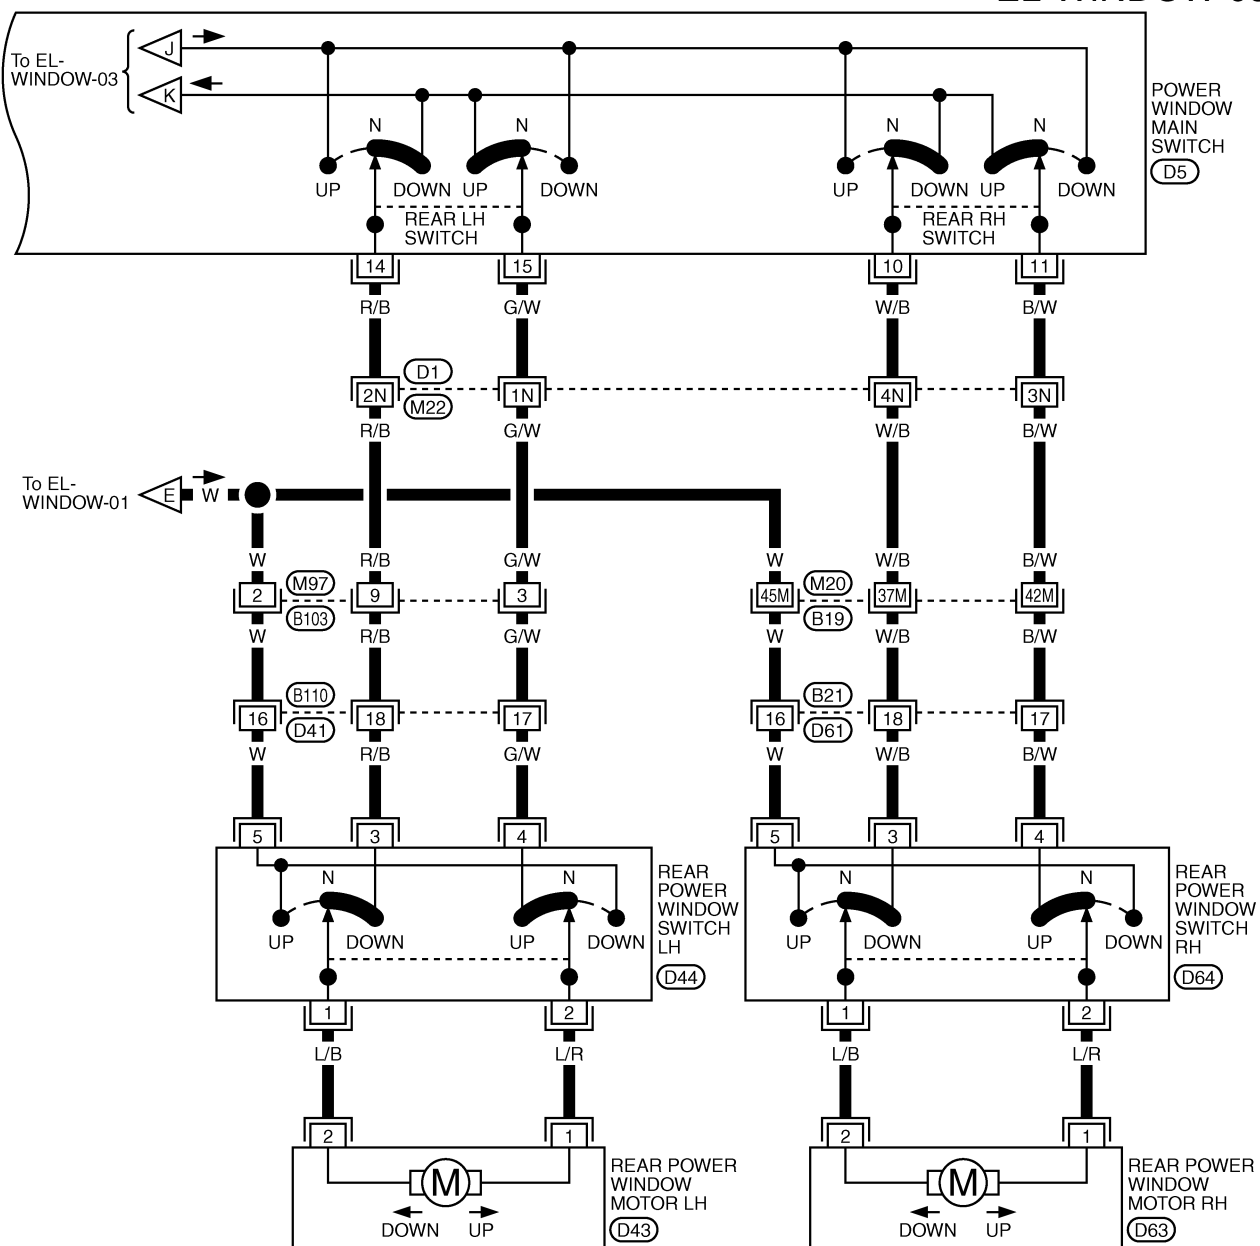 To EL-
WINDOW-03
J
K
N N N N
UP DOWN UP DOWN UP DOWN UP DOWN
REAR LH
SWITCH
REAR RH
SWITCH
POWER
WINDOW
MAIN
SWITCH
D5
14 15 10 11
R/B G/W W/B B/W
D1
2N 1N 4N 3N
M22
R/B G/W W/B B/W
To EL-
WINDOW-01
E W
W R/B G/W W W/B B/W
M97 M20
2 9 3 45M 37M 42M
B103 B19
W R/B G/W W W/B B/W
B110 B21
16 18 17 16 18 17
D41 D61
W R/B G/W W W/B B/W
5 3 4 5 3 4
N N N N
UP DOWN UP DOWN UP DOWN UP DOWN
REAR
POWER
WINDOW
SWITCH
LH
D44
REAR
POWER
WINDOW
SWITCH
RH
D64
1 2 1 2
L/B L/R L/B L/R
2 1 2 1
M M
DOWN UP DOWN UP
REAR POWER
WINDOW
MOTOR LH
D43
REAR POWER
WINDOW
MOTOR RH
D63